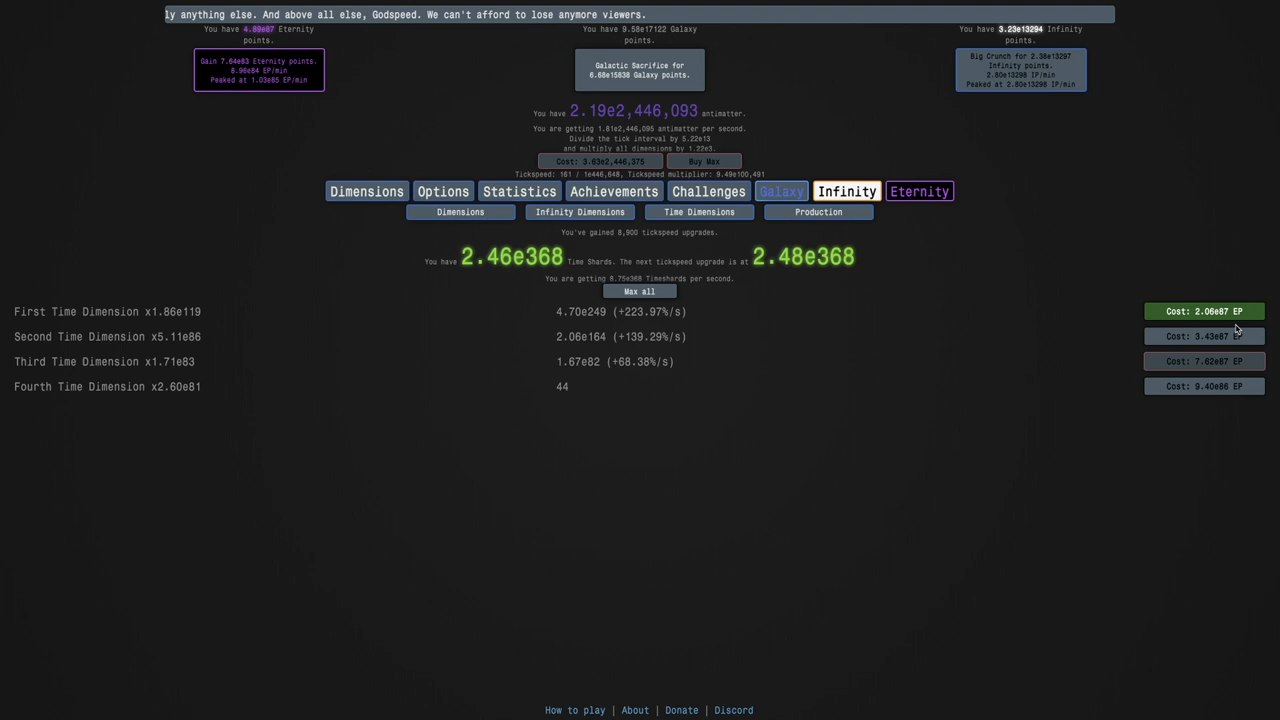 ly anything else. And above all else, Godspeed. We can't afford to lose anymore viewers.
You have 4.89e87 Eternity points.
Gain 7.64e83 Eternity points.
8.96e84 EP/min
Peaked at 1.03e85 EP/min
You have 9.58e17122 Galaxy points.
Galactic Sacrifice for
6.68e15838 Galaxy points.
You have 3.23e13294 Infinity points.
Big Crunch for 2.38e13297
Infinity points.
2.80e13298 IP/min
Peaked at 2.80e13298 IP/min
You have 2.19e2,446,093 antimatter.
You are getting 1.81e2,446,095 antimatter per second.
Divide the tick interval by 5.22e13
and multiply all dimensions by 1.22e3.
Cost: 3.63e2,446,375 Buy Max
Tickspeed: 161 / 1e446,648, Tickspeed multiplier: 9.49e100,491
Dimensions Options Statistics Achievements Challenges Galaxy Infinity Eternity
Dimensions Infinity Dimensions Time Dimensions Production
You've gained 8,900 tickspeed upgrades.
You have 2.46e368 Time Shards. The next tickspeed upgrade is at 2.48e368
You are getting 8.75e368 Timeshards per second.
Max all
First Time Dimension x1.86e119 4.70e249 (+223.97%/s) Cost: 2.06e87 EP
Second Time Dimension x5.11e86 2.06e164 (+139.29%/s) Cost: 3.43e87 EP
Third Time Dimension x1.71e83 1.67e82 (+68.38%/s) Cost: 7.62e87 EP
Fourth Time Dimension x2.60e81 44 Cost: 9.40e86 EP
How to play | About | Donate | Discord